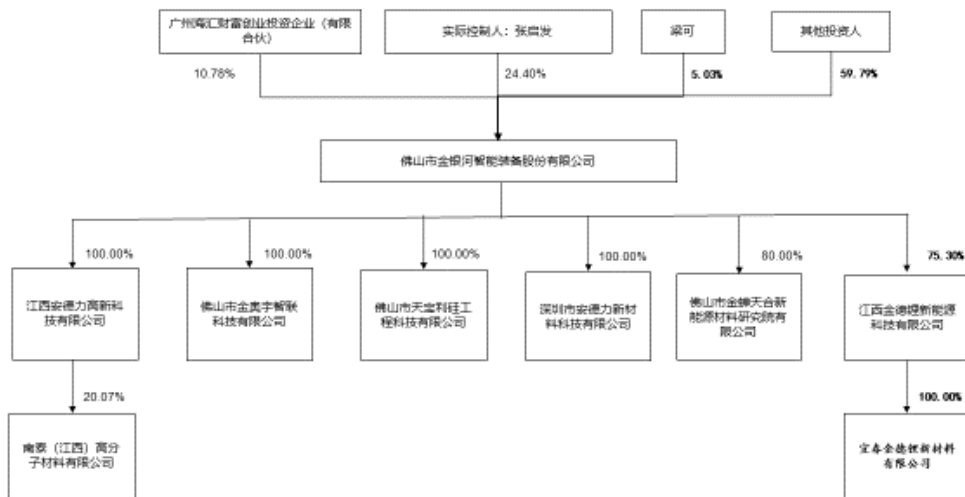 广州海汇财富创业投资企业（有限
合伙）
实际控制人：张启发
梁可
其他投资人
10.78%
24.40%
5.03%
59.79%
佛山市金银河智能装备股份有限公司
100.00%
100.00%
100.00%
100.00%
80.00%
75.30%
江西安德力高新科
技有限公司
佛山市金奥宇智联
科技有限公司
佛山市天宝利硅工
程科技有限公司
深圳市安德力新材
料科技有限公司
佛山市金蝉天合新
能源材料研究院有
限公司
江西金德锂新能源
科技有限公司
20.07%
100.00%
南泰（江西）高分
子材料有限公司
宜春金德锂新材料
有限公司